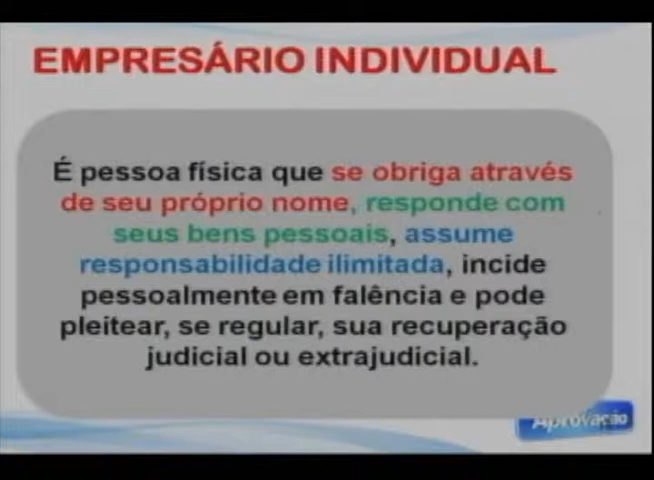 EMPRESÁRIO INDIVIDUAL
É pessoa física que se obriga através
de seu próprio nome, responde com
seus bens pessoais, assume
responsabilidade ilimitada, incide
pessoalmente em falência e pode
pleitear, se regular, sua recuperação
judicial ou extrajudicial.
Aprovação